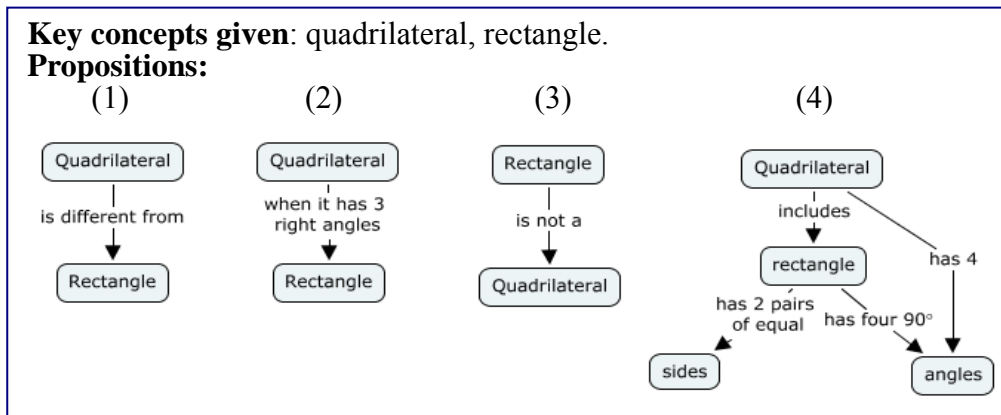 Key concepts given: quadrilateral, rectangle.
Propositions:
(1) (2) (3) (4)
Quadrilateral
is different from
Rectangle
Quadrilateral
when it has 3
right angles
Rectangle
Rectangle
is not a
Quadrilateral
Quadrilateral
includes
has 4
rectangle
has 2 pairs
of equal
has four 90°
sides
angles